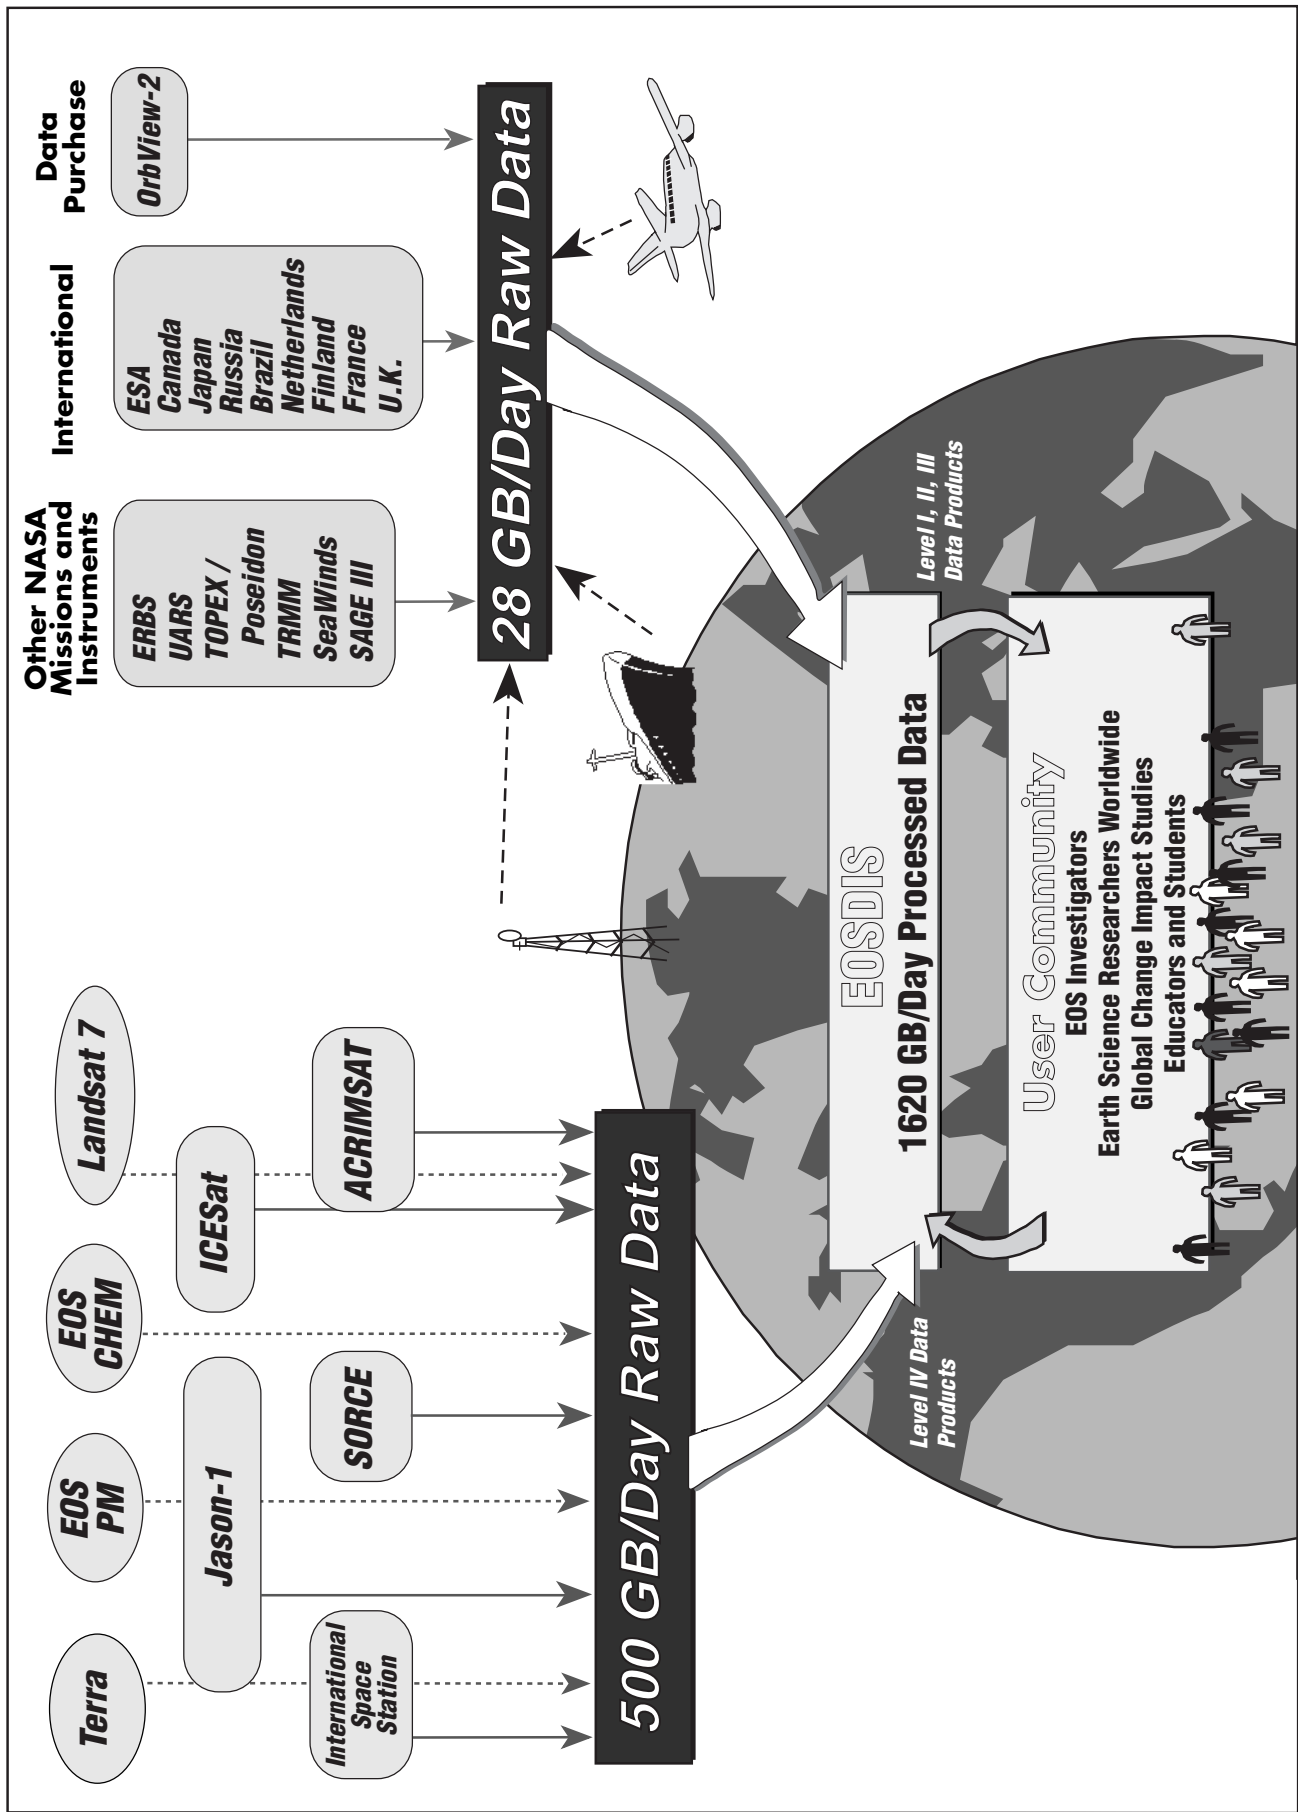 Terra
EOS
PM
EOS
CHEM
Landsat 7
Jason-1
ICESat
International
Space
Station
SORCE
ACRIMSAT
500 GB/Day Raw Data
Other NASA
Missions and
Instruments
ERBS
UARS
TOPEX /
Poseidon
TRMM
SeaWinds
SAGE III
International
ESA
Canada
Japan
Russia
Brazil
Netherlands
Finland
France
U.K.
Data
Purchase
OrbView-2
28 GB/Day Raw Data
EOSDIS
1620 GB/Day Processed Data
Level IV Data
Products
Level I, II, III
Data Products
User Community
EOS Investigators
Earth Science Researchers Worldwide
Global Change Impact Studies
Educators and Students